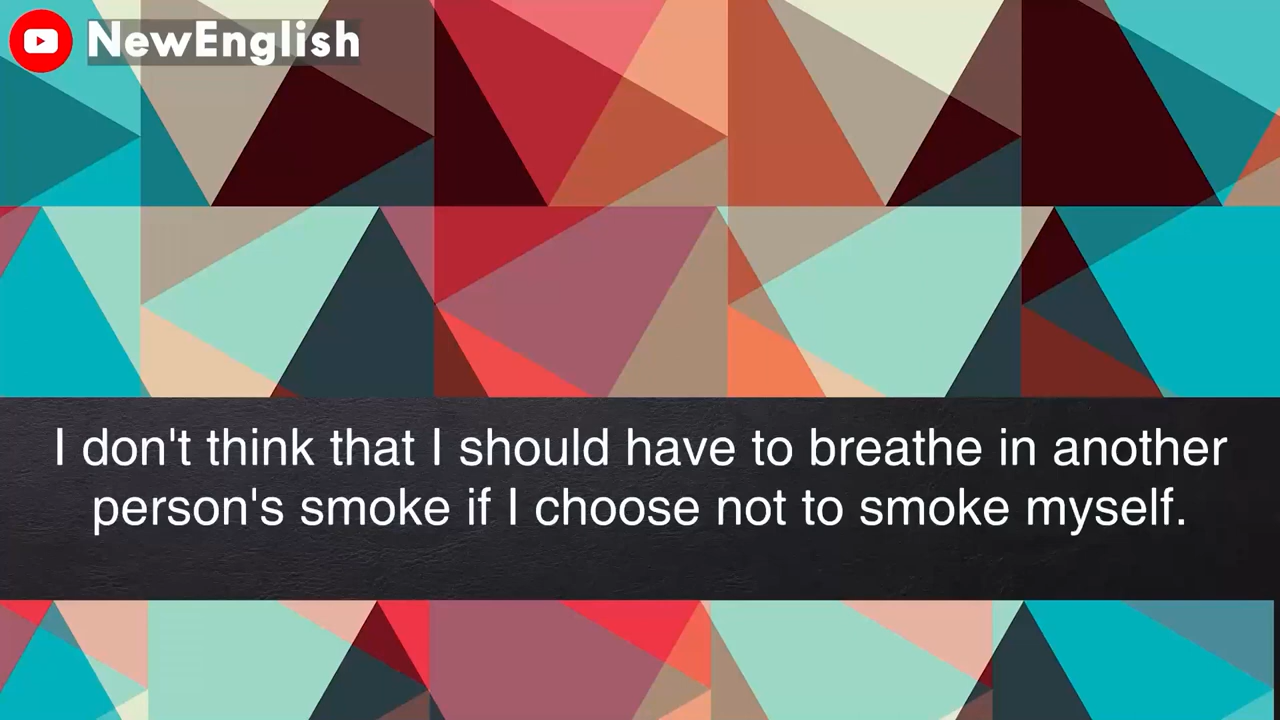 NewEnglish
I don't think that I should have to breathe in another
person's smoke if I choose not to smoke myself.